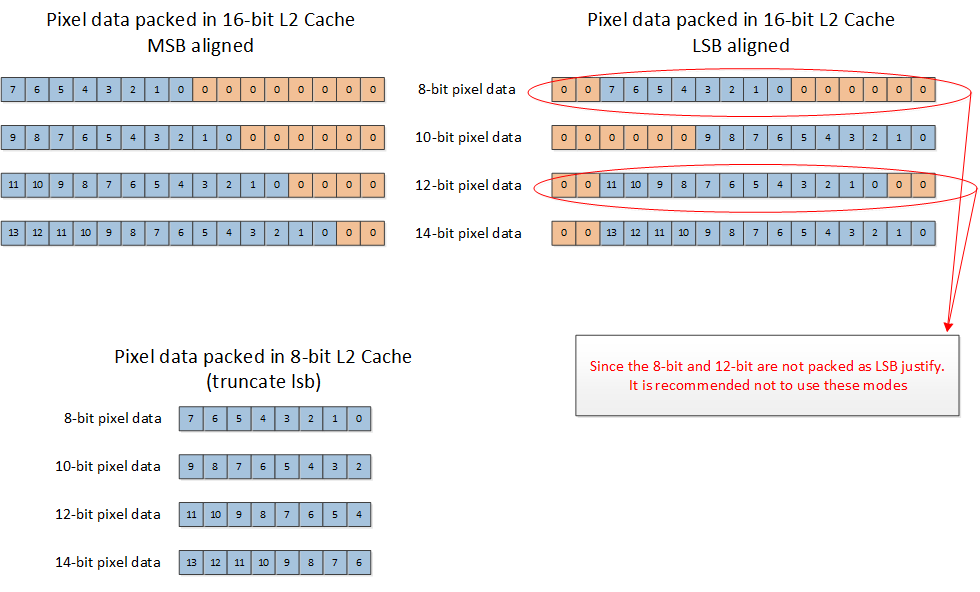 Pixel data packed in 16-bit L2 Cache
MSB aligned
Pixel data packed in 16-bit L2 Cache
LSB aligned
7 6 5 4 3 2 1 0 0 0 0 0 0 0 0 0
8-bit pixel data
0 0 7 6 5 4 3 2 1 0 0 0 0 0 0 0
9 8 7 6 5 4 3 2 1 0 0 0 0 0 0 0
10-bit pixel data
0 0 0 0 0 0 9 8 7 6 5 4 3 2 1 0
11 10 9 8 7 6 5 4 3 2 1 0 0 0 0 0
12-bit pixel data
0 0 11 10 9 8 7 6 5 4 3 2 1 0 0 0
13 12 11 10 9 8 7 6 5 4 3 2 1 0 0 0
14-bit pixel data
0 0 13 12 11 10 9 8 7 6 5 4 3 2 1 0
Since the 8-bit and 12-bit are not packed as LSB justify.
It is recommended not to use these modes
Pixel data packed in 8-bit L2 Cache
(truncate lsb)
8-bit pixel data
7 6 5 4 3 2 1 0
10-bit pixel data
9 8 7 6 5 4 3 2
12-bit pixel data
11 10 9 8 7 6 5 4
14-bit pixel data
13 12 11 10 9 8 7 6